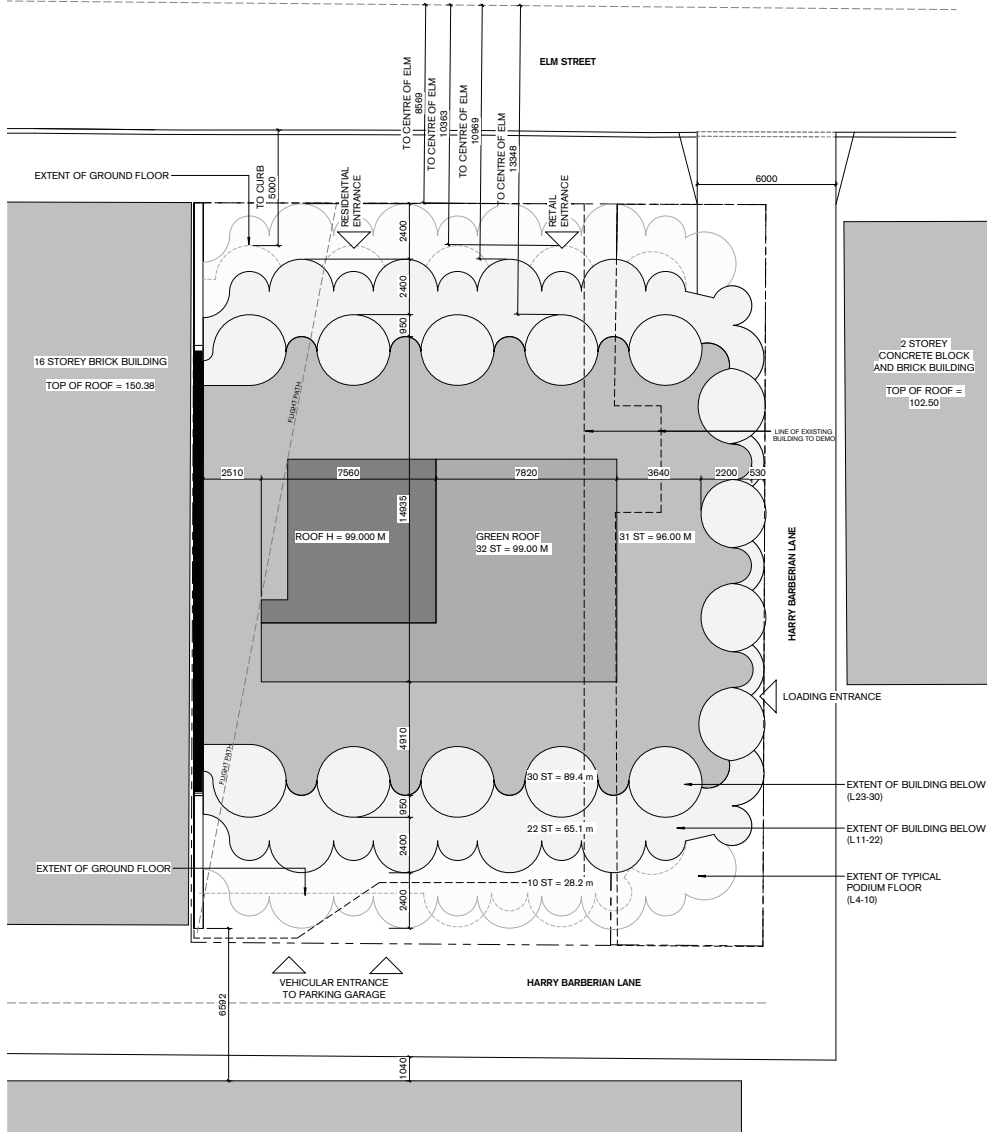 ELM STREET
TO CENTRE OF ELM
8569
TO CENTRE OF ELM
10363
TO CENTRE OF ELM
10969
TO CENTRE OF ELM
13348
EXTENT OF GROUND FLOOR
TO CURB
5000
RESIDENTIAL
ENTRANCE
RETAIL
ENTRANCE
6000
2400
2400
950
16 STOREY BRICK BUILDING
TOP OF ROOF = 150.38
2 STOREY
CONCRETE BLOCK
AND BRICK BUILDING
TOP OF ROOF =
102.50
FLIGHT PATH
LINE OF EXIISTING
BUILDING TO DEMO
2510
7560
7820
3640
2200
530
14935
ROOF H = 99.000 M
GREEN ROOF
32 ST = 99.00 M
31 ST = 96.00 M
HARRY BARBERIAN LANE
LOADING ENTRANCE
4910
FLIGHT PATH
30 ST = 89.4 m
EXTENT OF BUILDING BELOW
(L23-30)
950
22 ST = 65.1 m
EXTENT OF BUILDING BELOW
(L11-22)
2400
EXTENT OF GROUND FLOOR
10 ST = 28.2 m
EXTENT OF TYPICAL
PODIUM FLOOR
(L4-10)
2400
VEHICULAR ENTRANCE
TO PARKING GARAGE
HARRY BARBERIAN LANE
6592
1040